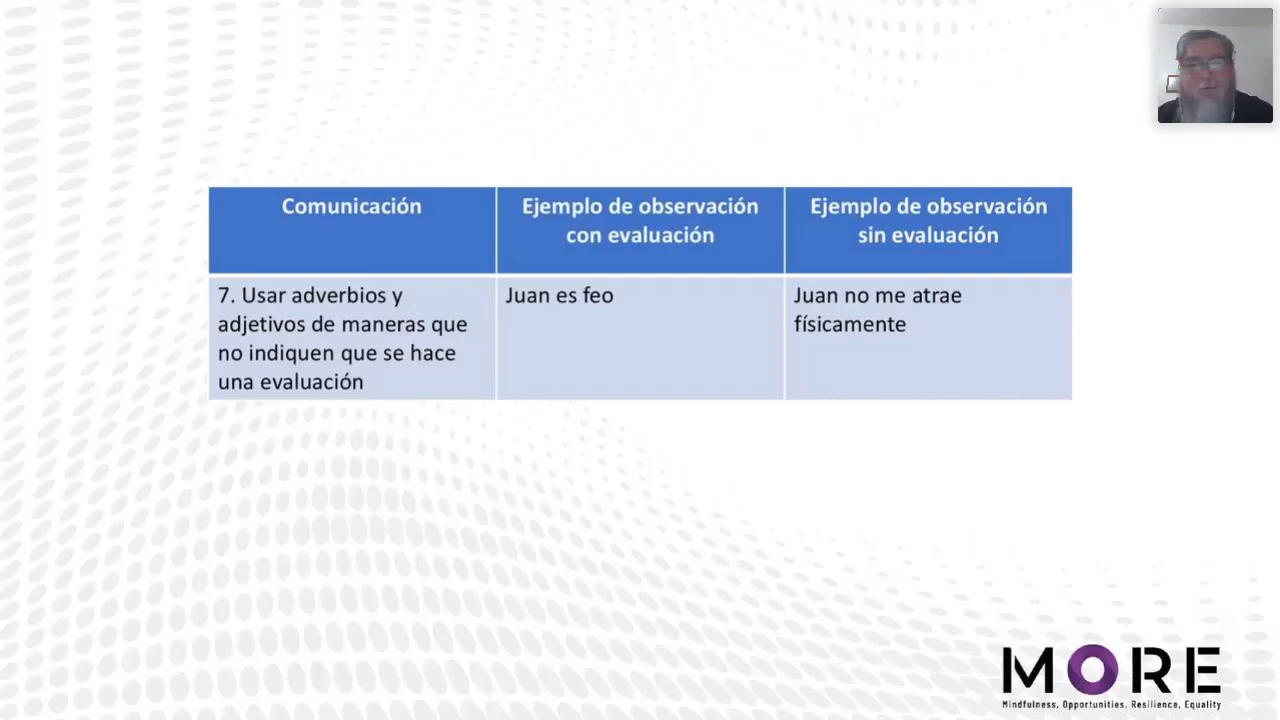 Comunicación
Ejemplo de observación
con evaluación
Ejemplo de observación
sin evaluación
7. Usar adverbios y
adjetivos de maneras que
no indiquen que se hace
una evaluación
Juan es feo
Juan no me atrae
físicamente
MORE
Mindfulness, Opportunities, Resilience, Equality